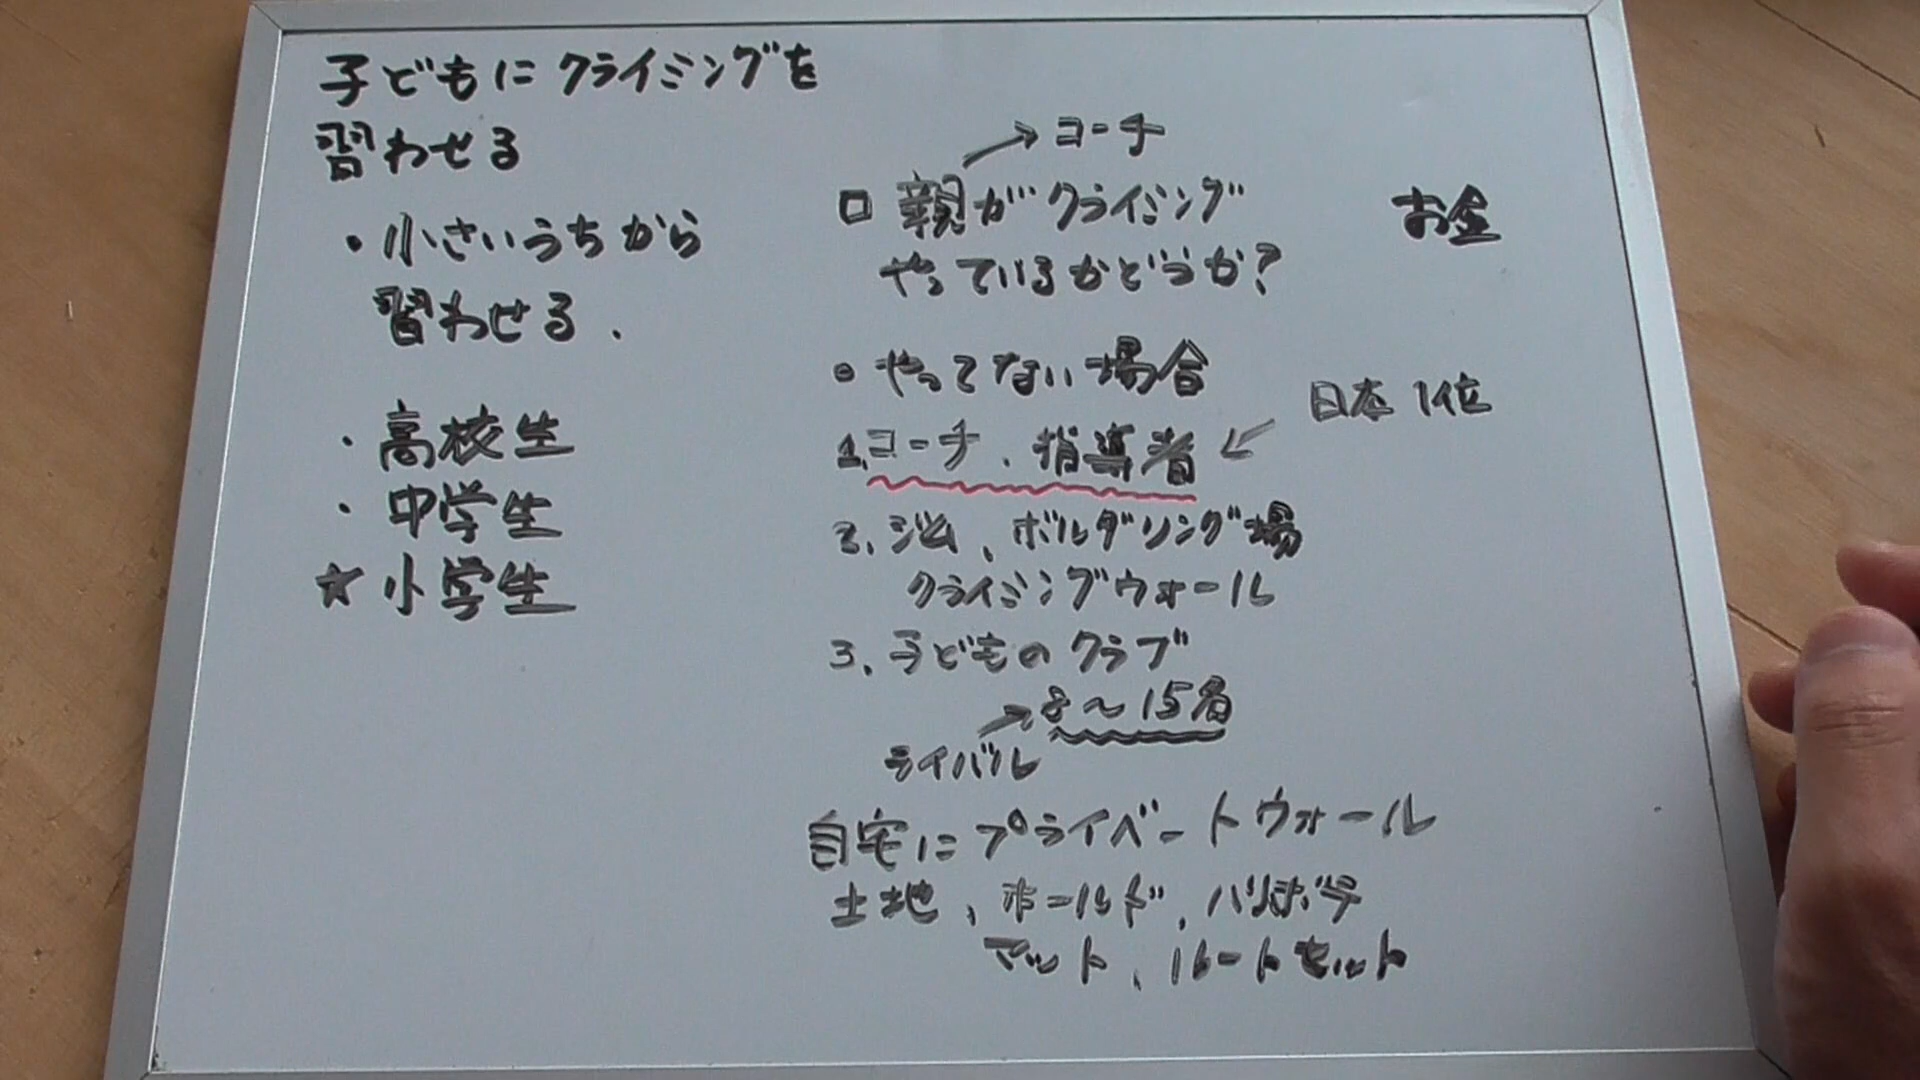 子どもにクライミングを
習わせる
・小さいうちから
習わせる.
・高校生
・中学生
☆小学生
→コーチ
□ 親がクライミング
やっているかどうか?
お金
○やってない場合
日本1位
1.コーチ.指導者 ←
2.ジム、ボルダリング場
クライミングウォール
3.子どものクラブ
→8〜15名
ライバル
自宅にプライベートウォール
土地、ホールド、ハリボテ
マット、ルートセット